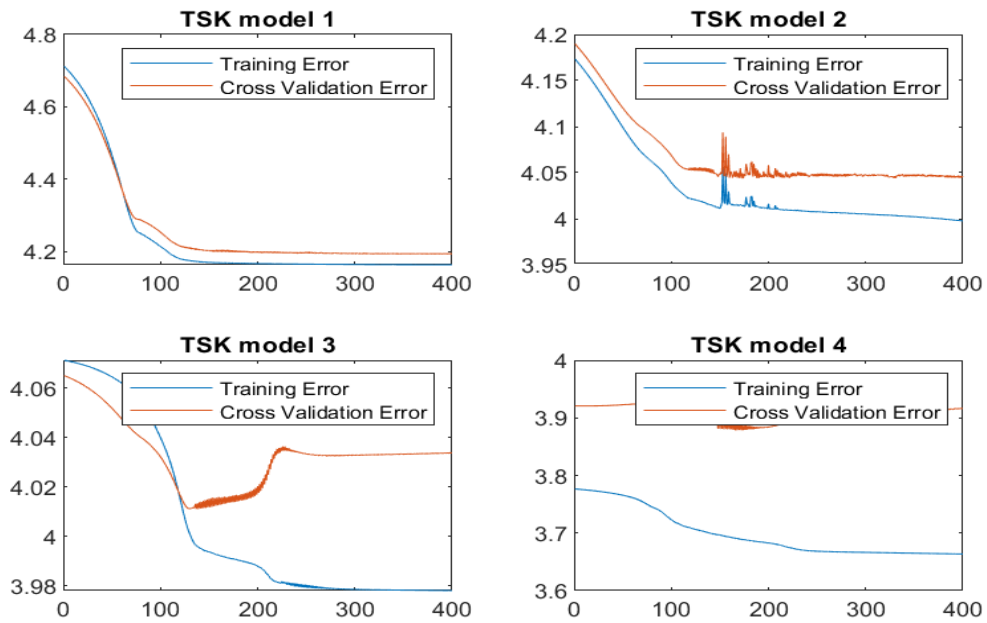 TSK model 1
4.8
4.6
4.4
4.2
0 100 200 300 400
Training Error
Cross Validation Error
TSK model 2
4.2
4.15
4.1
4.05
4
3.95
0 100 200 300 400
Training Error
Cross Validation Error
TSK model 3
4.06
4.04
4.02
4
3.98
0 100 200 300 400
Training Error
Cross Validation Error
TSK model 4
4
3.9
3.8
3.7
3.6
0 100 200 300 400
Training Error
Cross Validation Error